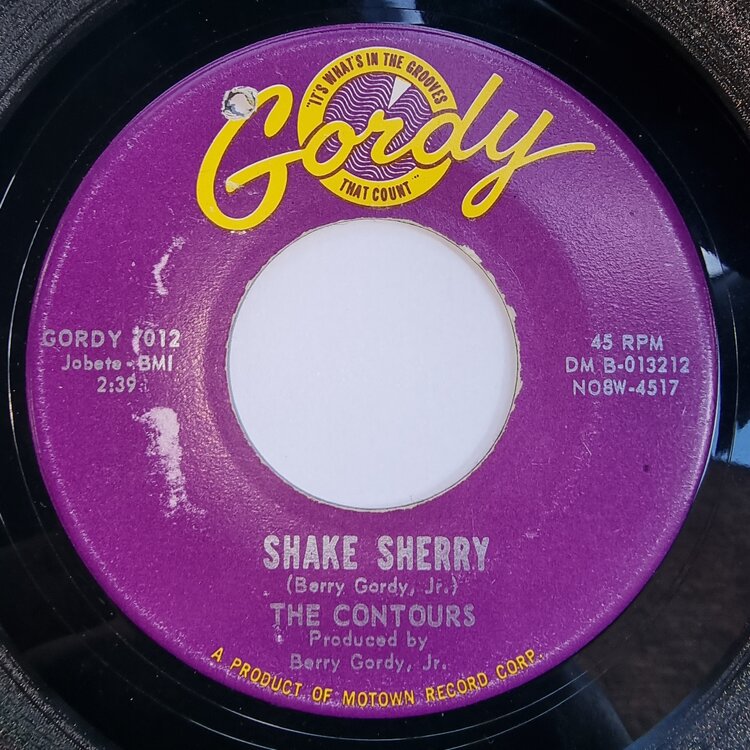 "IT'S WHAT'S IN THE GROOVES
Gordy
THAT COUNT"
GORDY 7012
Jobete-BMI
2:39
45 RPM
DM B-013212
NO8W-4517
SHAKE SHERRY
(Berry Gordy, Jr.)
THE CONTOURS
Produced by
Berry Gordy, Jr.
A PRODUCT OF MOTOWN RECORD CORP.